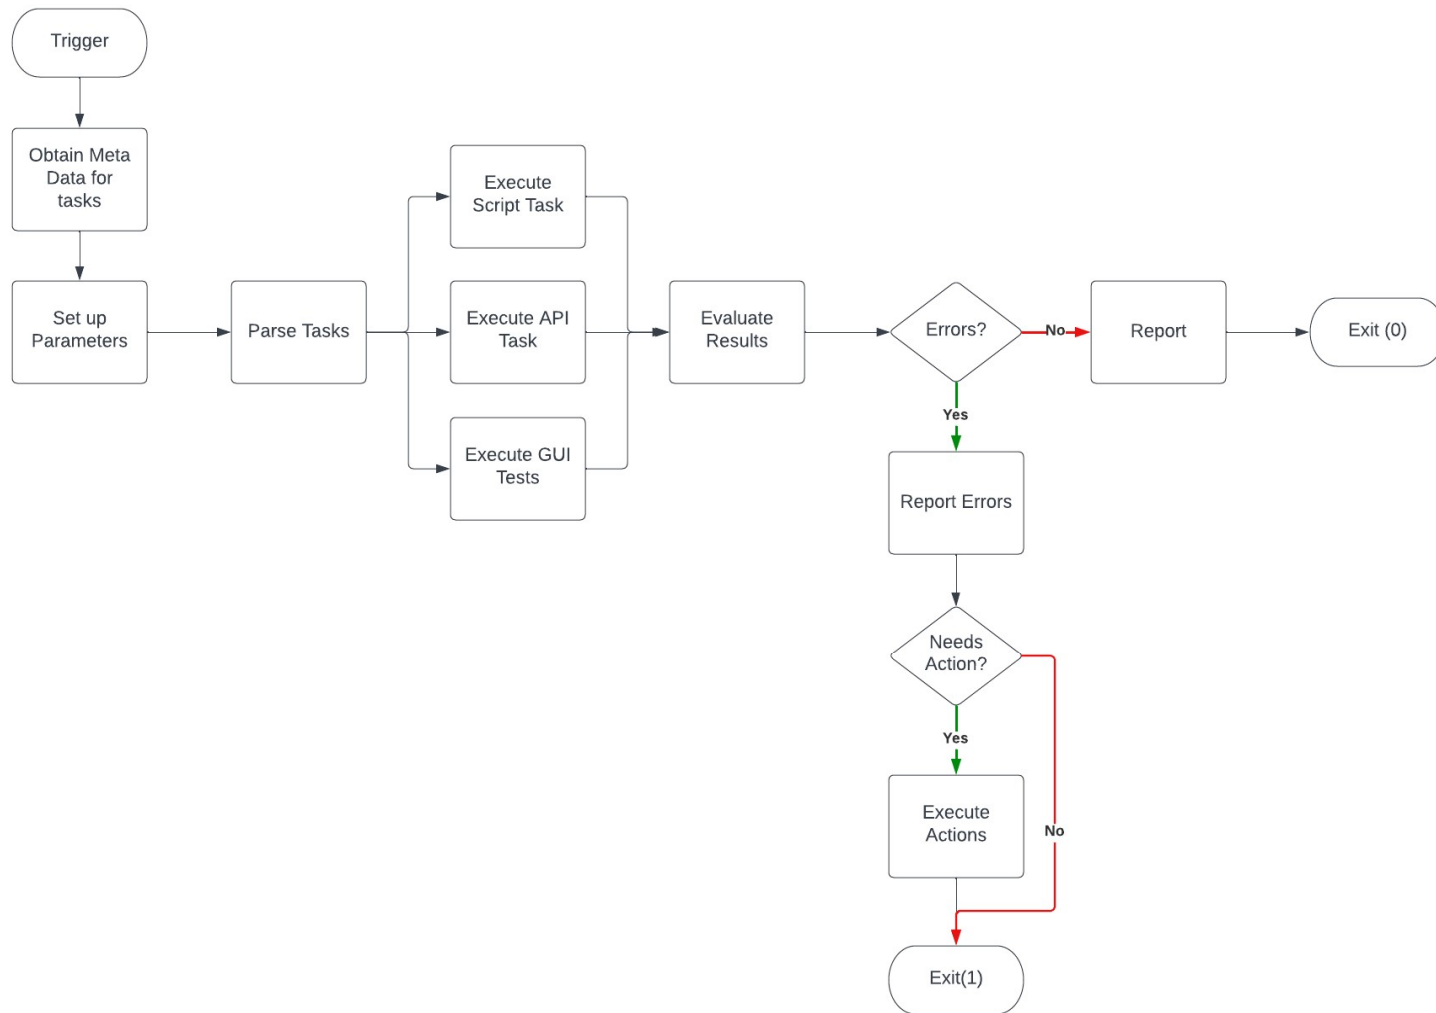 Trigger
Obtain Meta
Data for
tasks
Set up
Parameters
Parse Tasks
Execute
Script Task
Execute API
Task
Execute GUI
Tests
Evaluate
Results
Errors?
No
Report
Exit (0)
Yes
Report Errors
Needs
Action?
Yes
Execute
Actions
No
Exit(1)